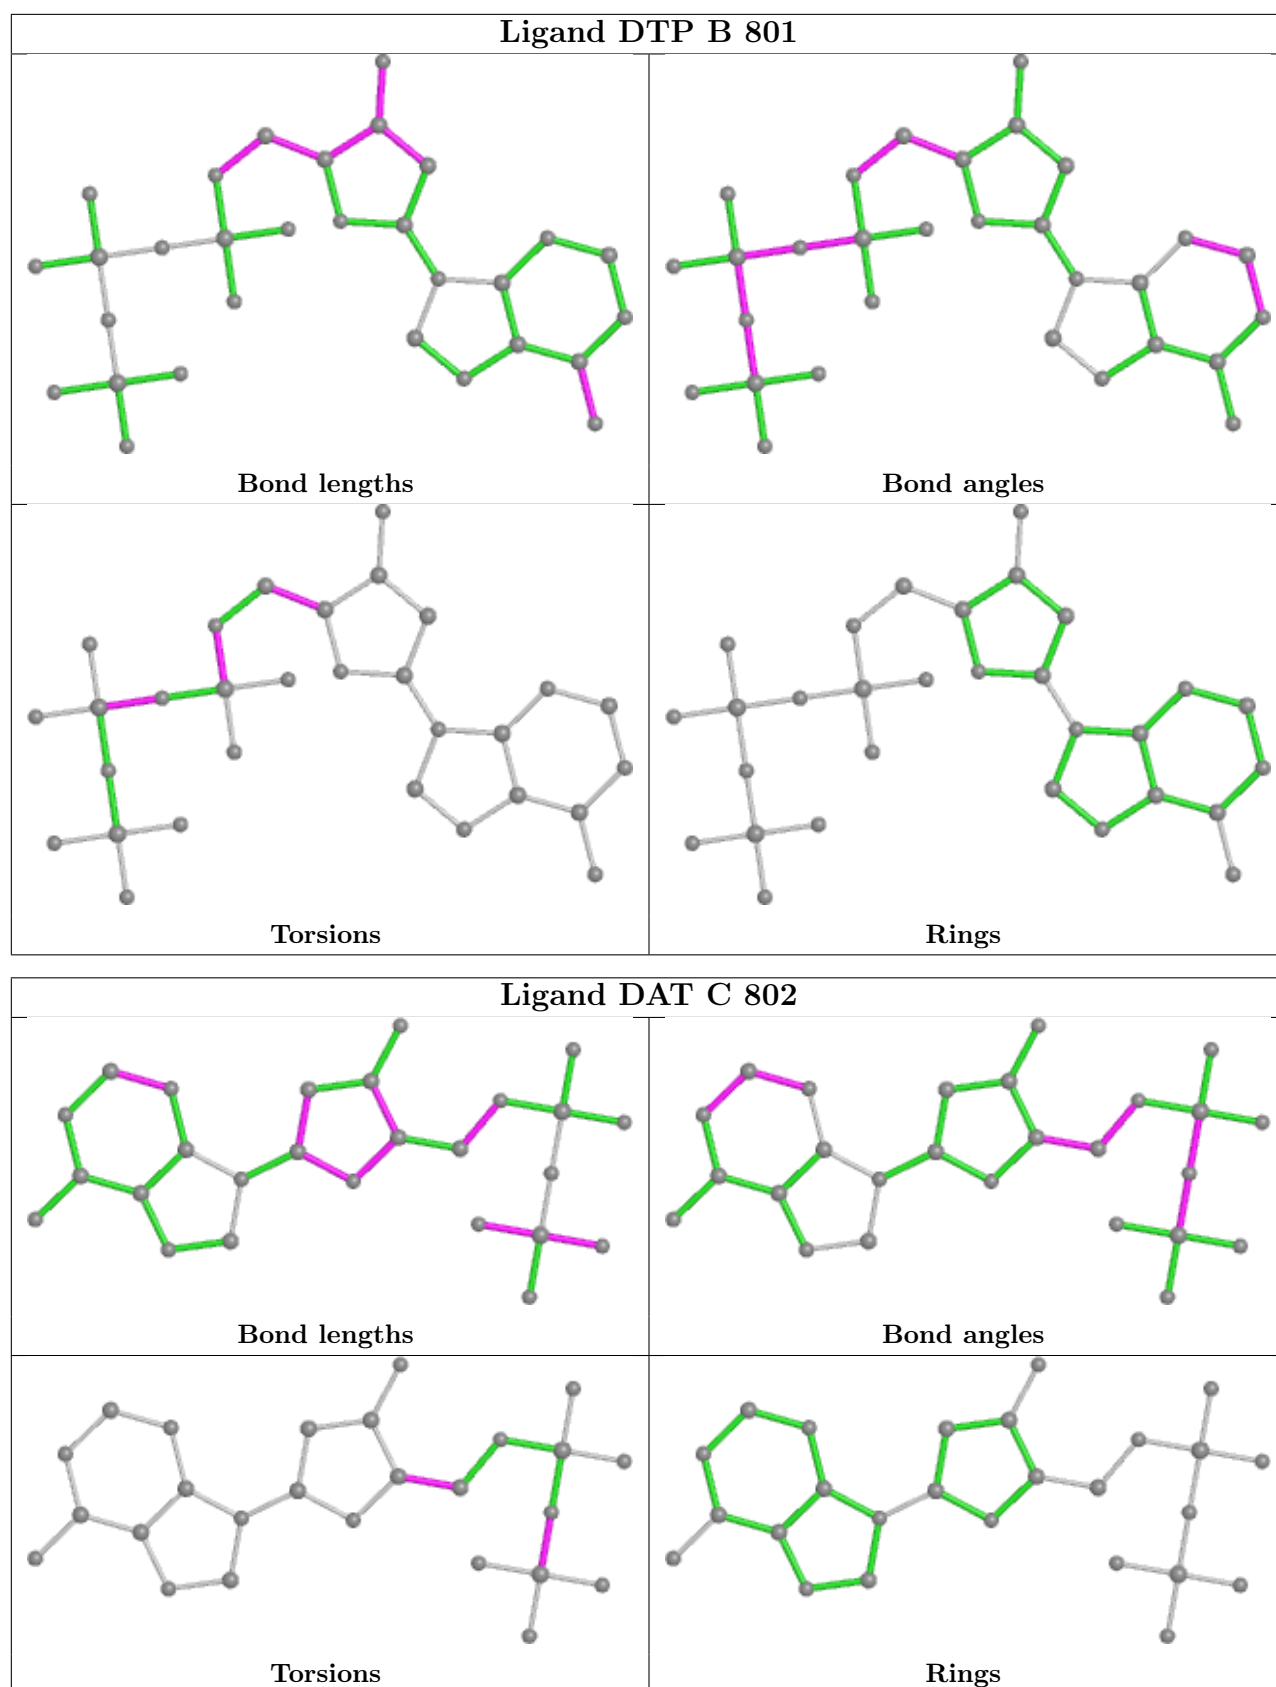 Ligand DTP B 801
Bond lengths
Bond angles
Torsions
Rings
Ligand DAT C 802
Bond lengths
Bond angles
Torsions
Rings